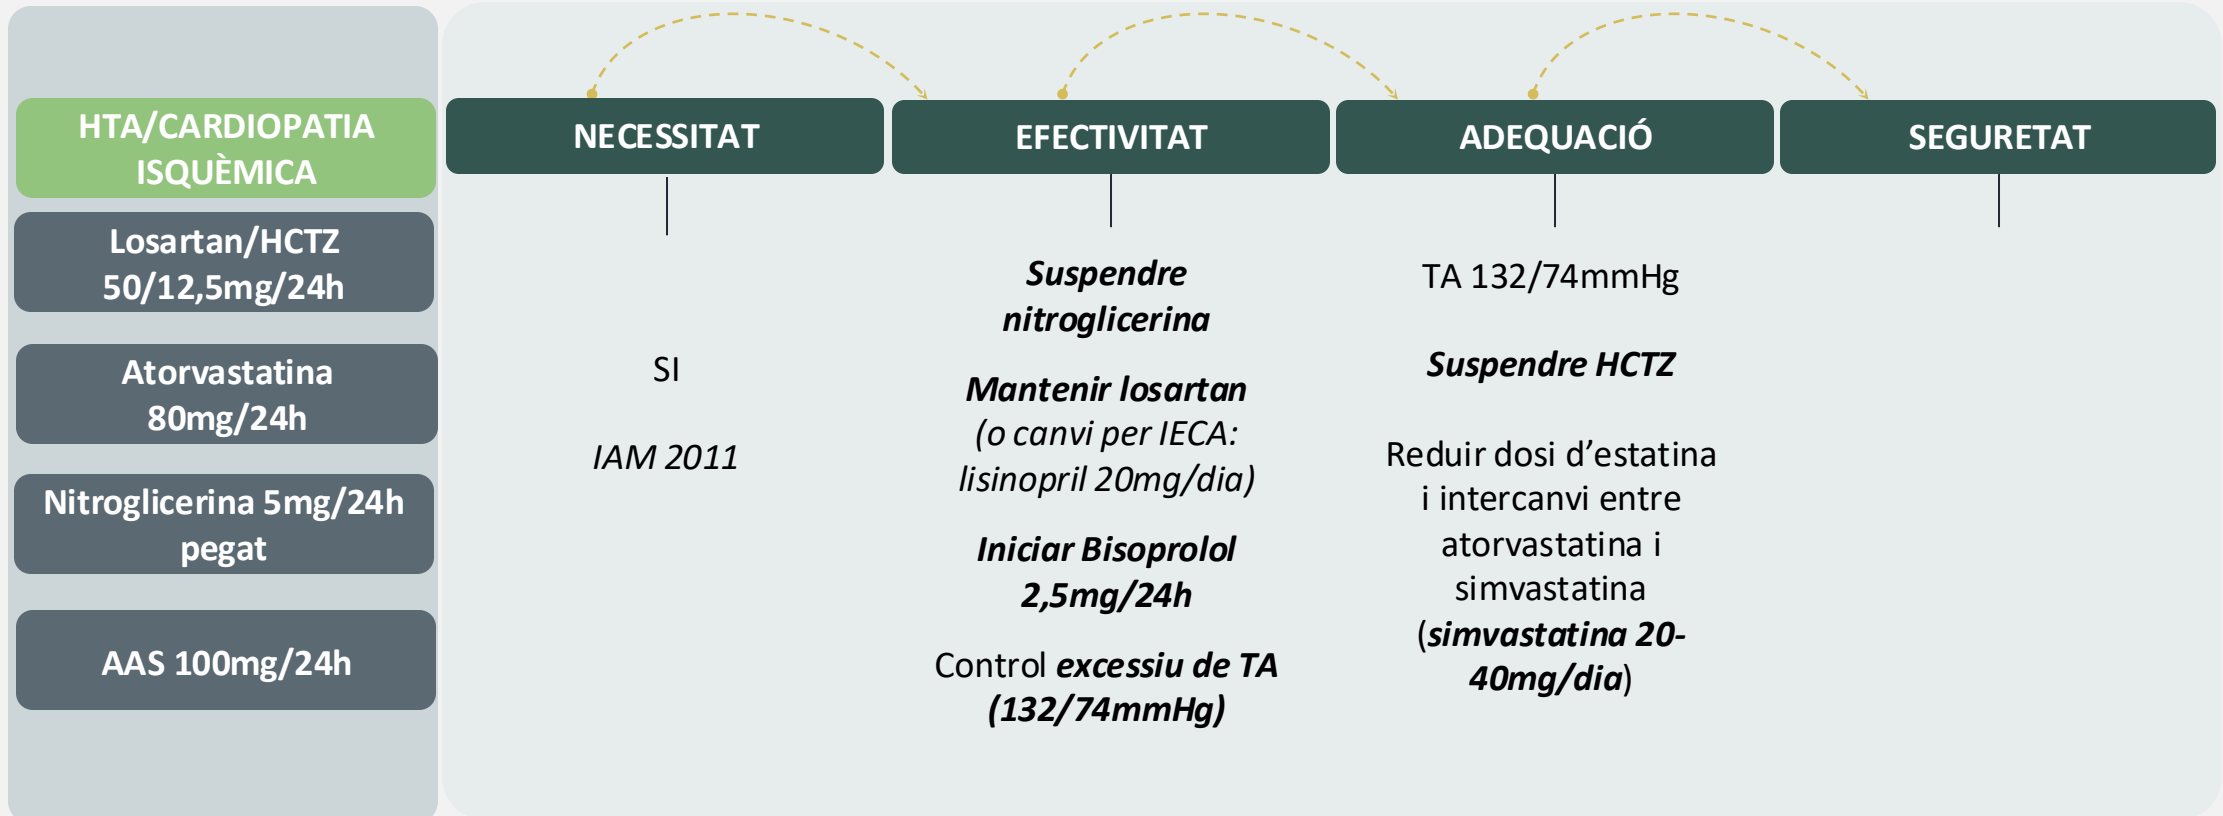 HTA/CARDIOPATIA
ISQUÈMICA
Losartan/HCTZ
50/12,5mg/24h
Atorvastatina
80mg/24h
Nitroglicerina 5mg/24h
pegat
AAS 100mg/24h
NECESSITAT
SI
IAM 2011
EFECTIVITAT
Suspendre
nitroglicerina
Mantenir losartan
(o canvi per IECA:
lisinopril 20mg/dia)
Iniciar Bisoprolol
2,5mg/24h
Control excessiu de TA
(132/74mmHg)
ADEQUACIÓ
TA 132/74mmHg
Suspendre HCTZ
Reduir dosi d’estatina
i intercanvi entre
atorvastatina i
simvastatina
(simvastatina 20-
40mg/dia)
SEGURETAT